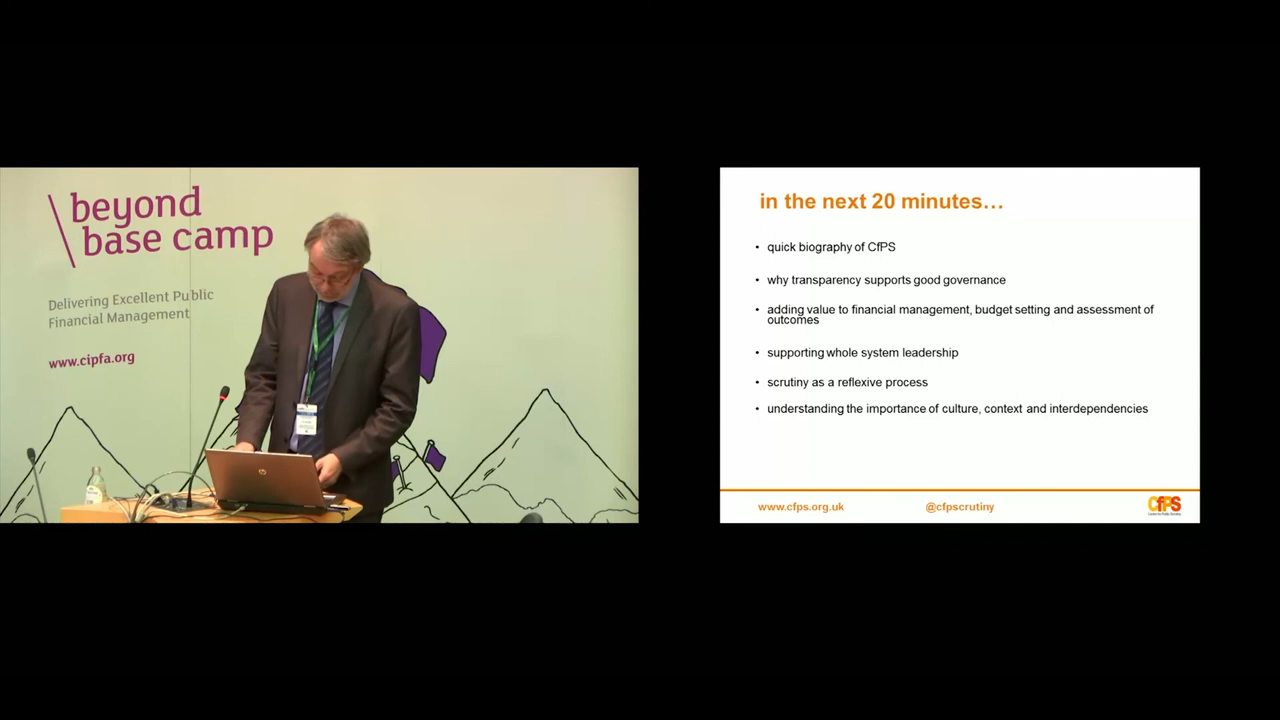 beyond
base camp
Delivering Excellent Public
Financial Management
www.cipfa.org
in the next 20 minutes…
• quick biography of CfPS
• why transparency supports good governance
• adding value to financial management, budget setting and assessment of
outcomes
• supporting whole system leadership
• scrutiny as a reflexive process
• understanding the importance of culture, context and interdependencies
www.cfps.org.uk
@cfpscrutiny
CfPS